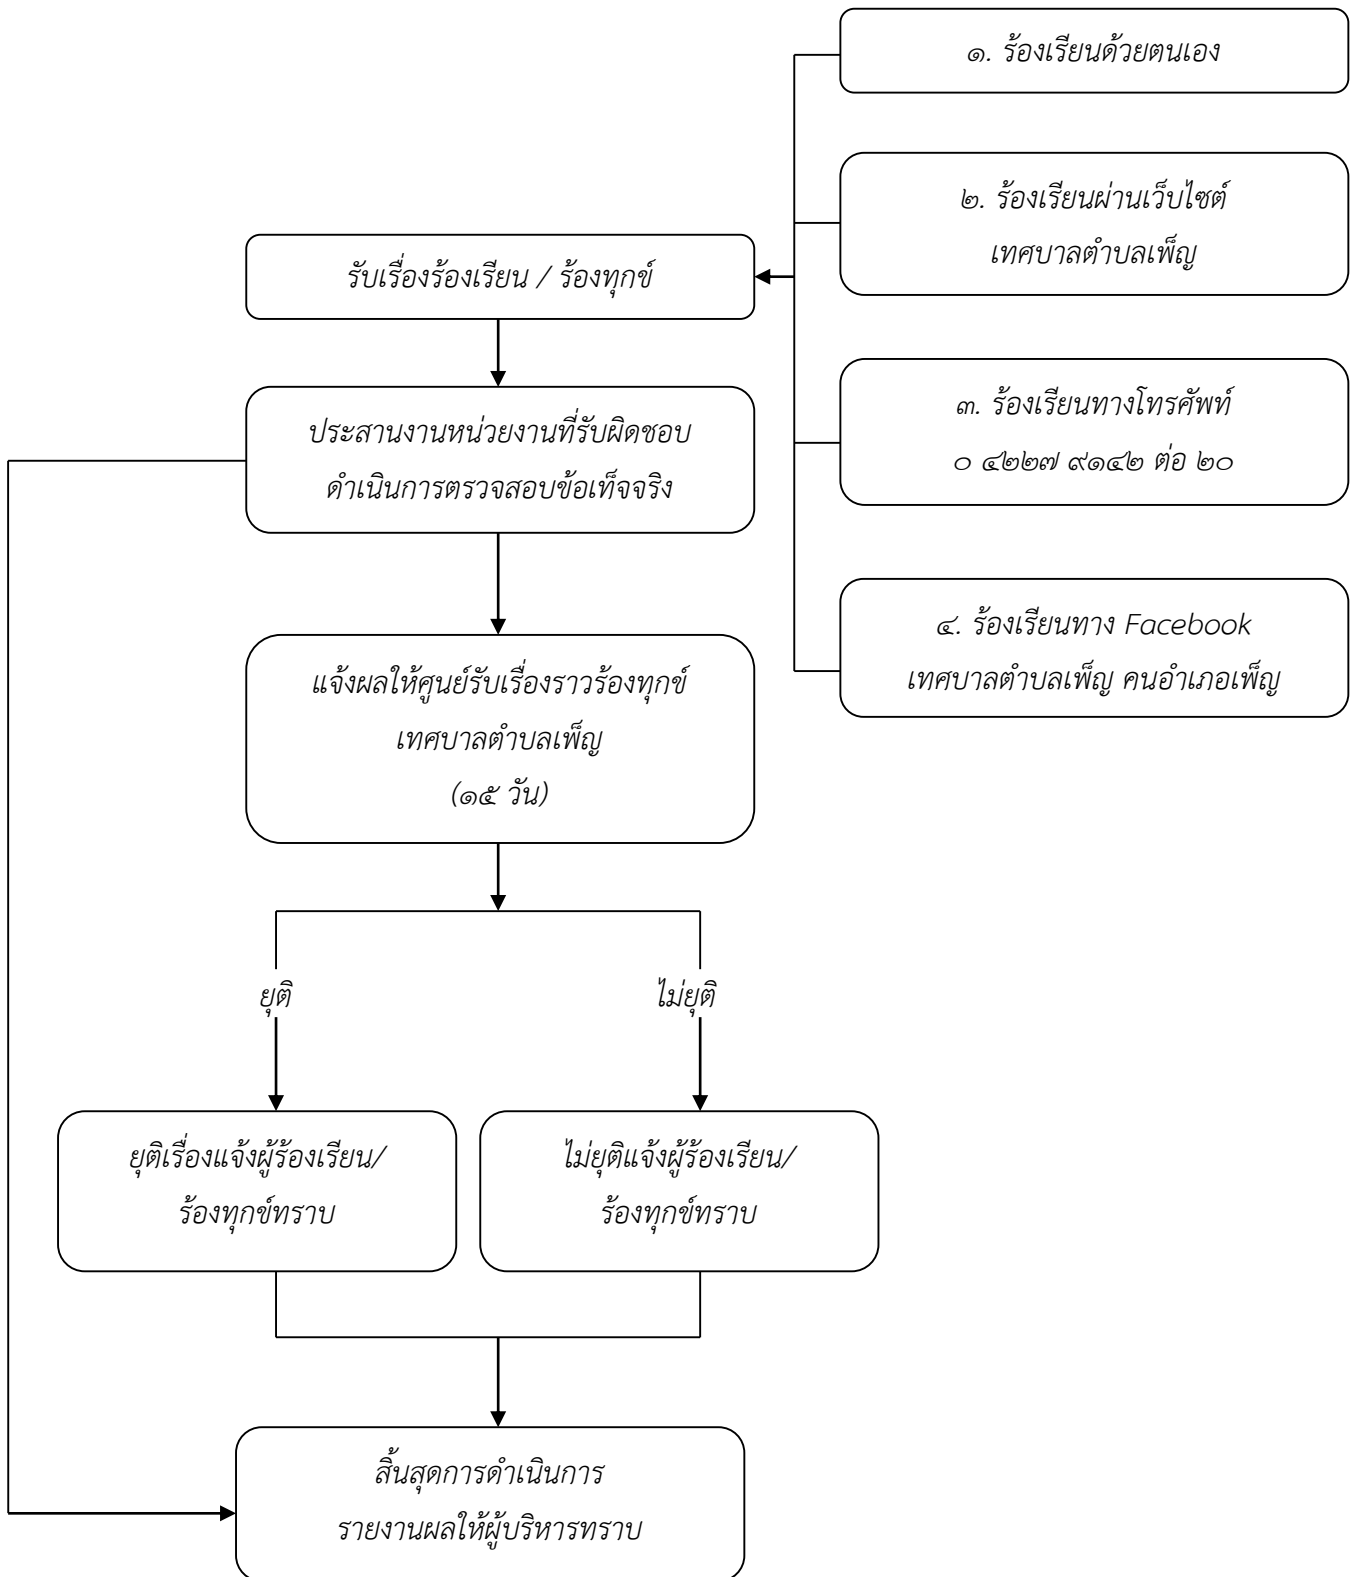 ๑. ร้องเรียนด้วยตนเอง
๒. ร้องเรียนผ่านเว็บไซต์
เทศบาลตำบลเพ็ญ
รับเรื่องร้องเรียน / ร้องทุกข์
๓. ร้องเรียนทางโทรศัพท์
๐ ๔๒๒๗ ๙๑๔๒ ต่อ ๒๐
ประสานงานหน่วยงานที่รับผิดชอบ
ดำเนินการตรวจสอบข้อเท็จจริง
๔. ร้องเรียนทาง Facebook
เทศบาลตำบลเพ็ญ คนอำเภอเพ็ญ
แจ้งผลให้ศูนย์รับเรื่องราวร้องทุกข์
เทศบาลตำบลเพ็ญ
(๑๕ วัน)
ยุติ
ไม่ยุติ
ยุติเรื่องแจ้งผู้ร้องเรียน/
ร้องทุกข์ทราบ
ไม่ยุติแจ้งผู้ร้องเรียน/
ร้องทุกข์ทราบ
สิ้นสุดการดำเนินการ
รายงานผลให้ผู้บริหารทราบ